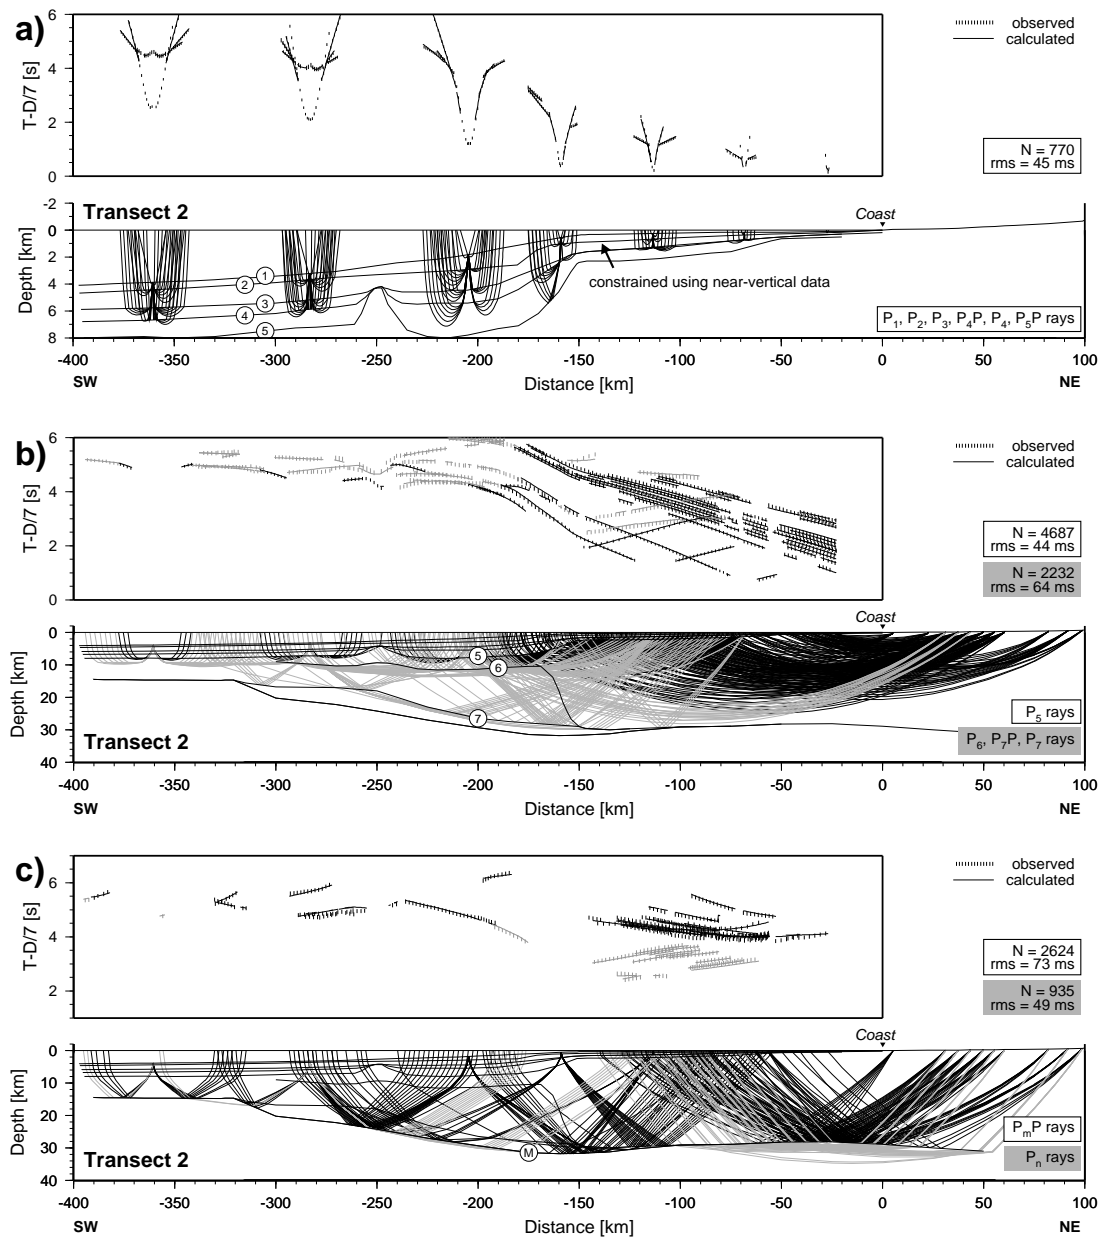 a)
6
4
2
0
T-D/7 [s]
observed
calculated
N = 770
rms = 45 ms
Transect 2
-2
0
2
4
6
8
Depth [km]
Coast
1
2
3
4
5
constrained using near-vertical data
P1, P2, P3, P4P, P4, P5P rays
-400 -350 -300 -250 -200 -150 -100 -50 0 50 100
SW Distance [km] NE
b)
6
4
2
0
T-D/7 [s]
observed
calculated
N = 4687
rms = 44 ms
N = 2232
rms = 64 ms
Coast
0
10
20
30
40
Depth [km]
5
6
7
Transect 2
P5 rays
P6, P7P, P7 rays
-400 -350 -300 -250 -200 -150 -100 -50 0 50 100
SW Distance [km] NE
c)
6
4
2
T-D/7 [s]
observed
calculated
N = 2624
rms = 73 ms
N = 935
rms = 49 ms
Coast
0
10
20
30
40
Depth [km]
M
Transect 2
PmP rays
Pn rays
-400 -350 -300 -250 -200 -150 -100 -50 0 50 100
SW Distance [km] NE